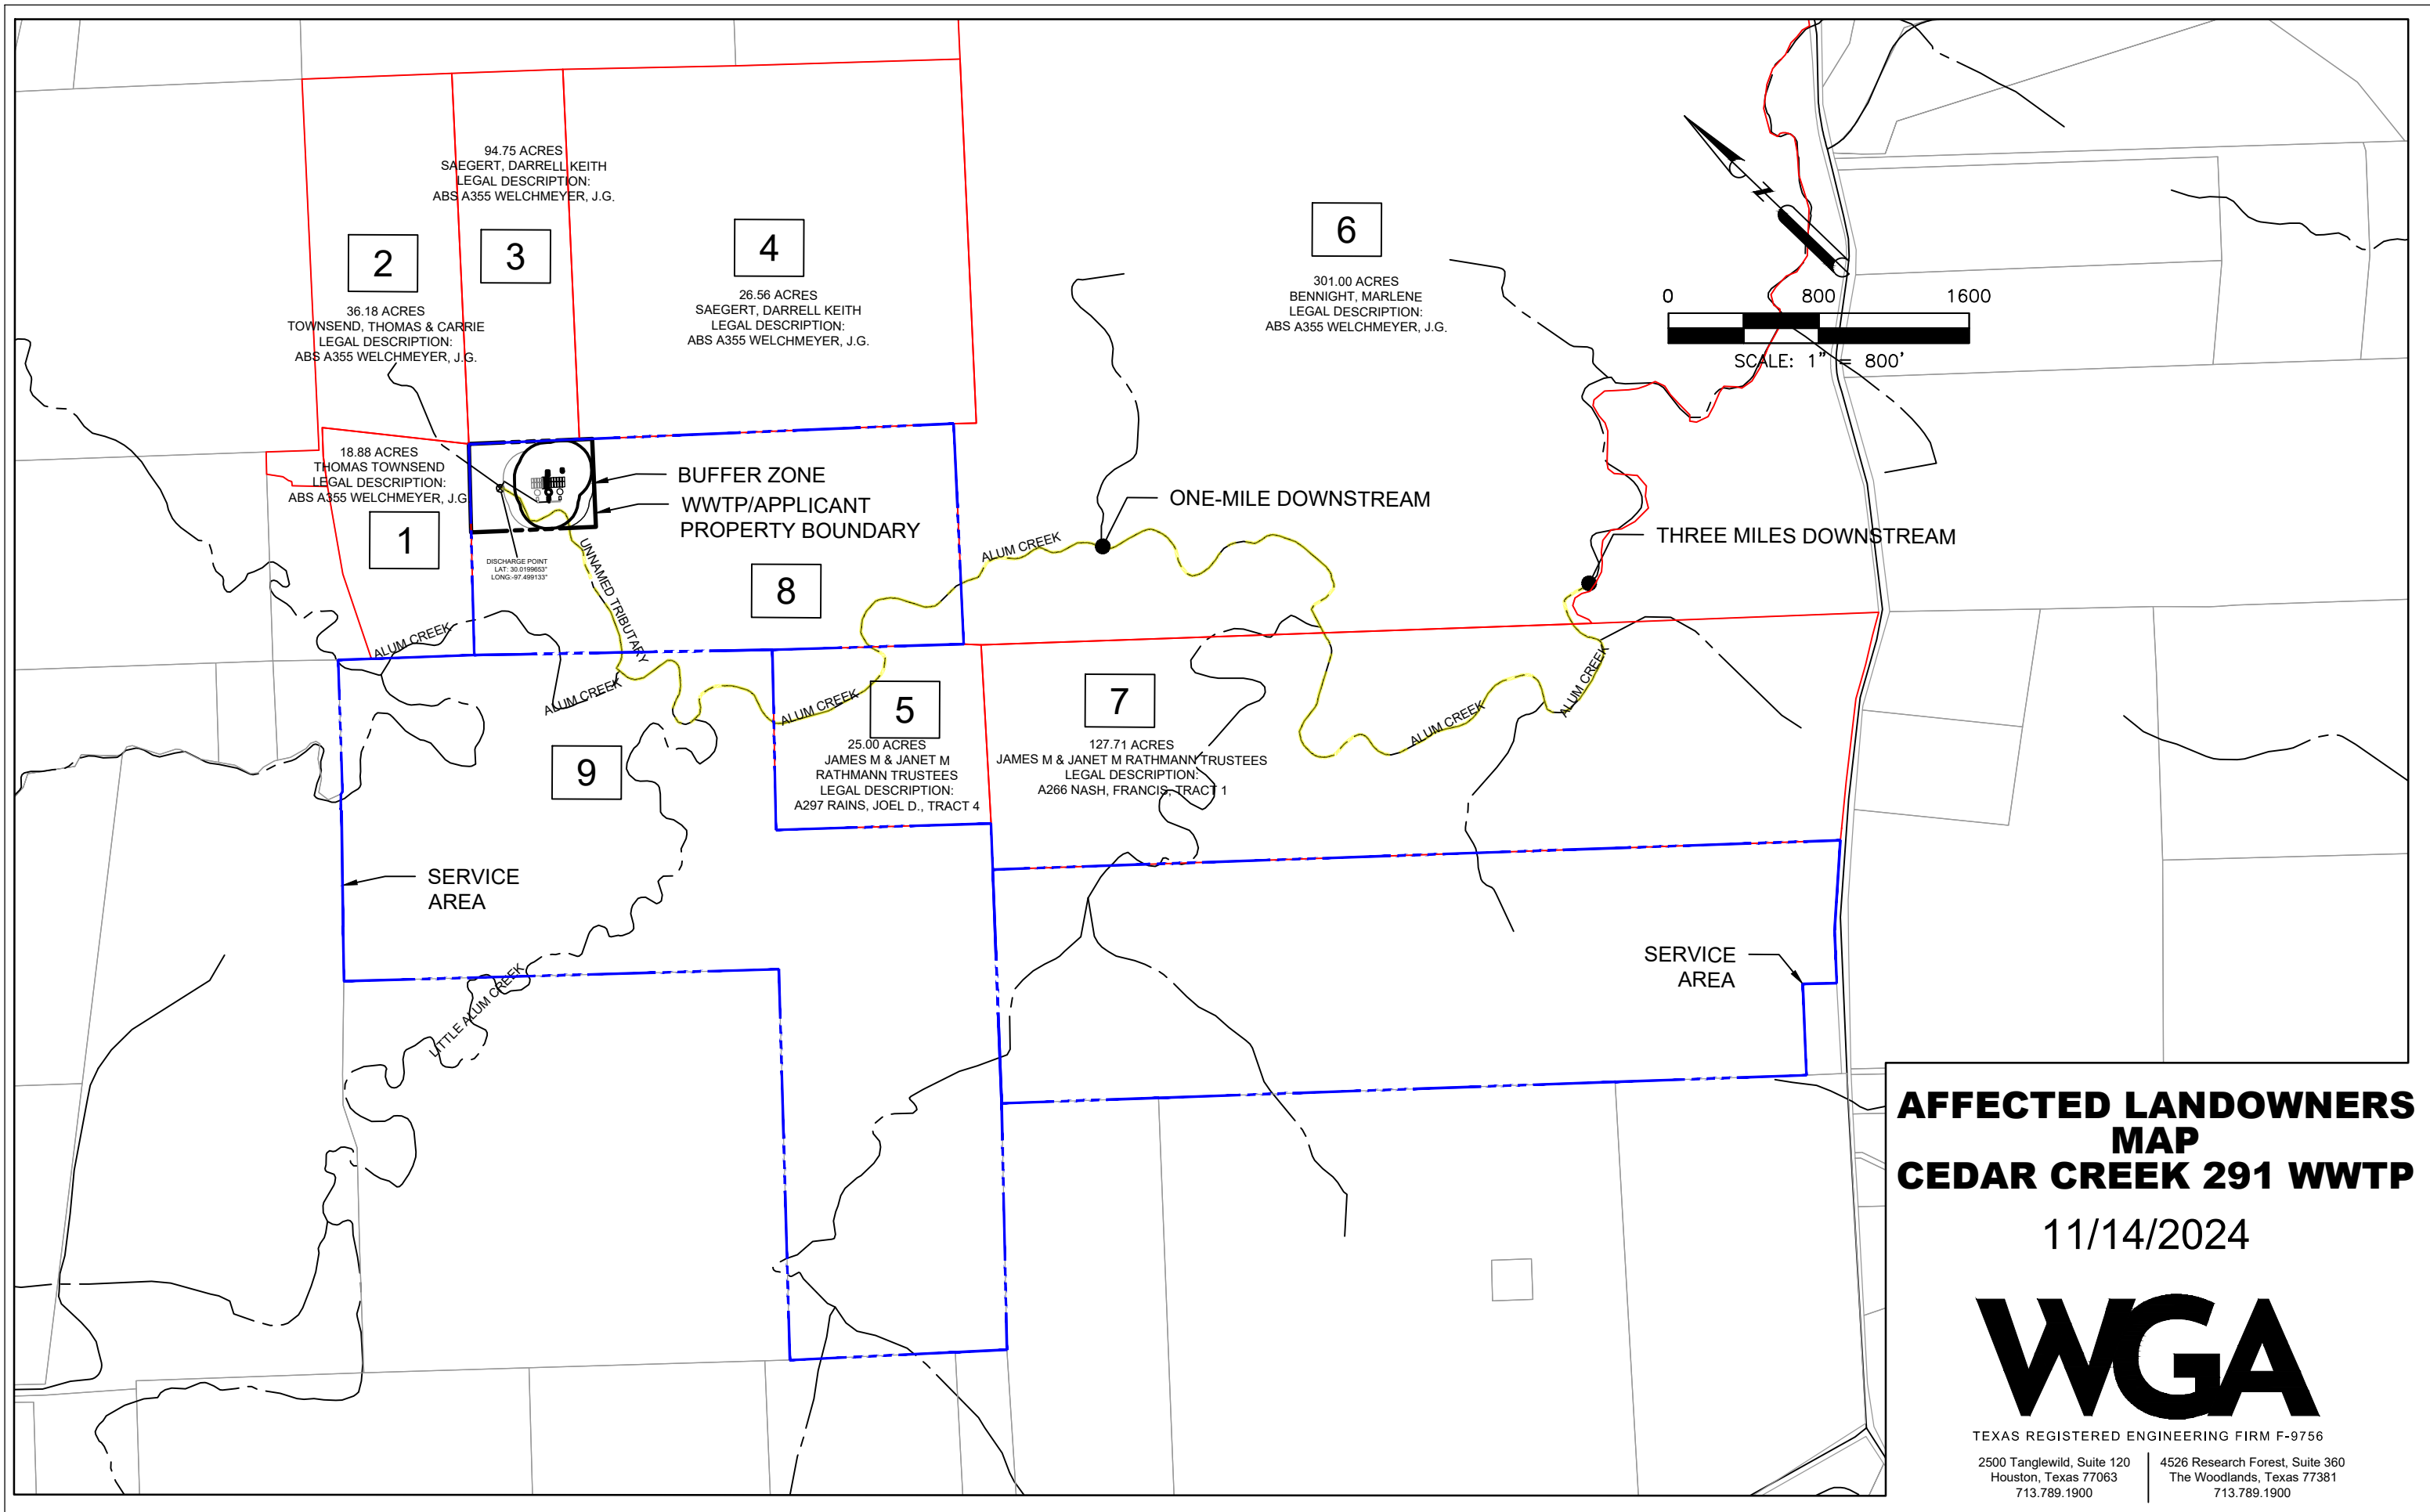 94.75 ACRES
SAEGERT, DARRELL KEITH
LEGAL DESCRIPTION:
ABS A355 WELCHMEYER, J.G.
2
3
4
6
36.18 ACRES
TOWNSEND, THOMAS & CARRIE
LEGAL DESCRIPTION:
ABS A355 WELCHMEYER, J.G.
26.56 ACRES
SAEGERT, DARRELL KEITH
LEGAL DESCRIPTION:
ABS A355 WELCHMEYER, J.G.
301.00 ACRES
BENNIGHT, MARLENE
LEGAL DESCRIPTION:
ABS A355 WELCHMEYER, J.G.
N
0 800 1600
SCALE: 1" = 800'
18.88 ACRES
THOMAS TOWNSEND
LEGAL DESCRIPTION:
ABS A355 WELCHMEYER, J.G
1
BUFFER ZONE
WWTP/APPLICANT
PROPERTY BOUNDARY
ONE-MILE DOWNSTREAM
THREE MILES DOWNSTREAM
DISCHARGE POINT
LAT: 30.0199653°
LONG:-97.499133°
UNNAMED TRIBUTARY
8
ALUM CREEK
ALUM CREEK
ALUM CREEK
ALUM CREEK
ALUM CREEK
ALUM CREEK
5
25.00 ACRES
JAMES M & JANET M
RATHMANN TRUSTEES
LEGAL DESCRIPTION:
A297 RAINS, JOEL D., TRACT 4
7
127.71 ACRES
JAMES M & JANET M RATHMANN TRUSTEES
LEGAL DESCRIPTION:
A266 NASH, FRANCIS, TRACT 1
9
SERVICE
AREA
SERVICE
AREA
LITTLE ALUM CREEK
AFFECTED LANDOWNERS
MAP
CEDAR CREEK 291 WWTP
11/14/2024
WGA
TEXAS REGISTERED ENGINEERING FIRM F-9756
2500 Tanglewild, Suite 120
Houston, Texas 77063
713.789.1900
4526 Research Forest, Suite 360
The Woodlands, Texas 77381
713.789.1900